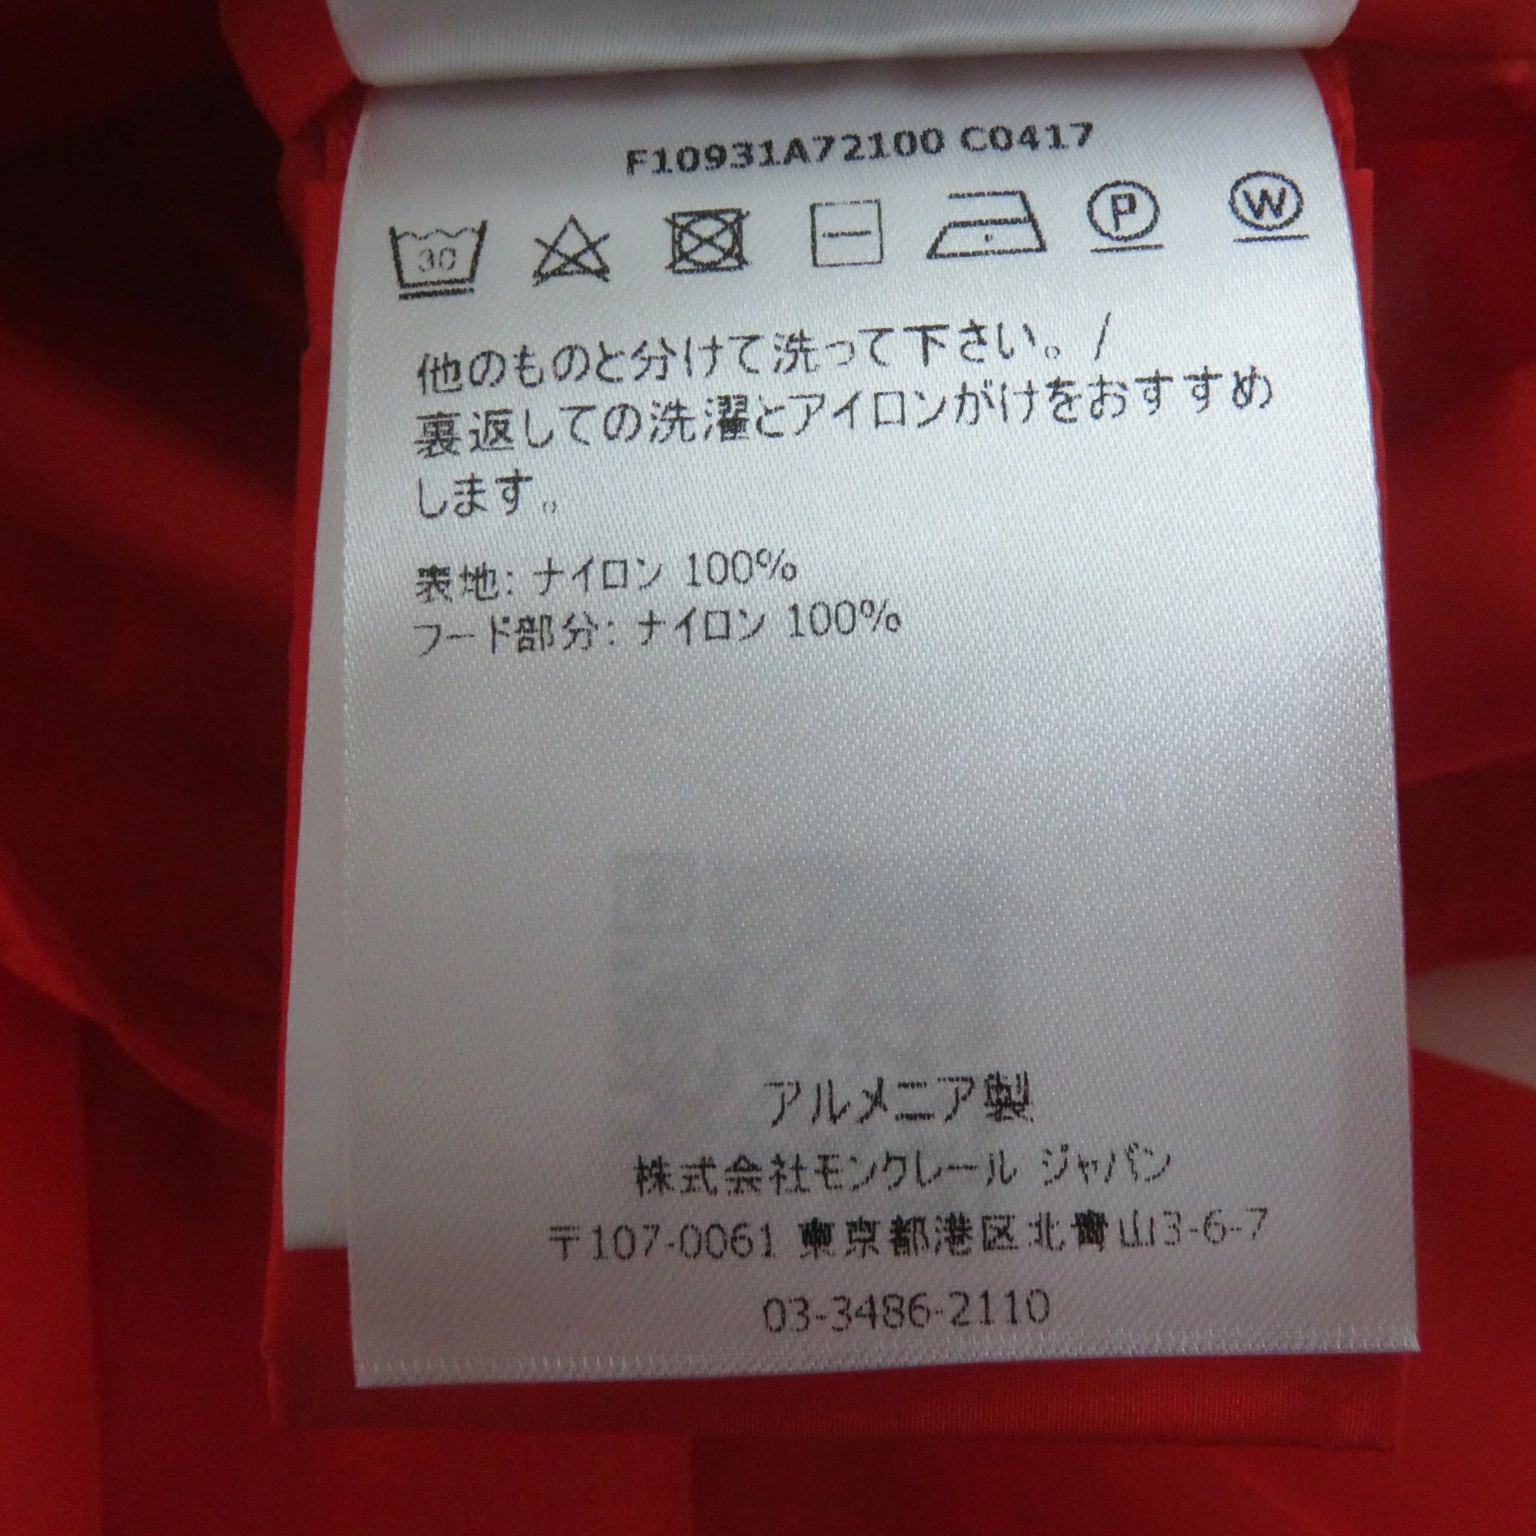 F10931A72100 C0417
30 P W
他のものと分けて洗って下さい。/
裏返しての洗濯とアイロンがけをおすすめ
します。
表地: ナイロン 100%
フード部分: ナイロン 100%
アルメニア製
株式会社モンクレール ジャパン
〒107-0061 東京都港区北青山3-6-7
03-3486-2110